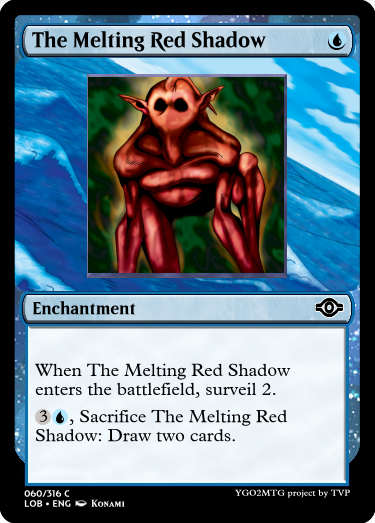 The Melting Red Shadow
Enchantment
When The Melting Red Shadow
enters the battlefield, surveil 2.
3, Sacrifice The Melting Red
Shadow: Draw two cards.
060/316 C
LOB • ENG KONAMI
YGO2MTG project by TVP